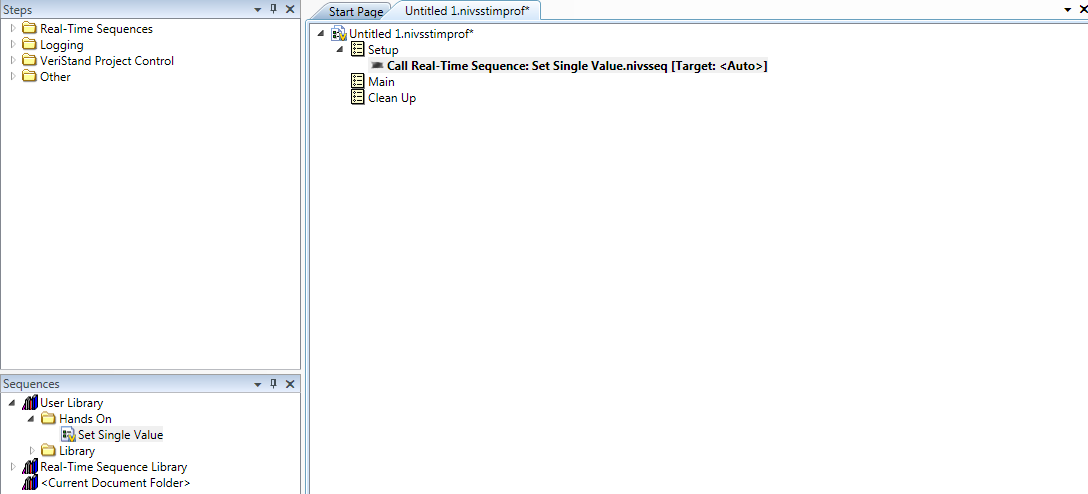 Steps
Real-Time Sequences
Logging
VeriStand Project Control
Other
Sequences
User Library
Hands On
Set Single Value
Library
Real-Time Sequence Library
<Current Document Folder>
Start Page
Untitled 1.nivsstimprof*
Untitled 1.nivsstimprof*
Setup
Call Real-Time Sequence: Set Single Value.nivsseq [Target: <Auto>]
Main
Clean Up